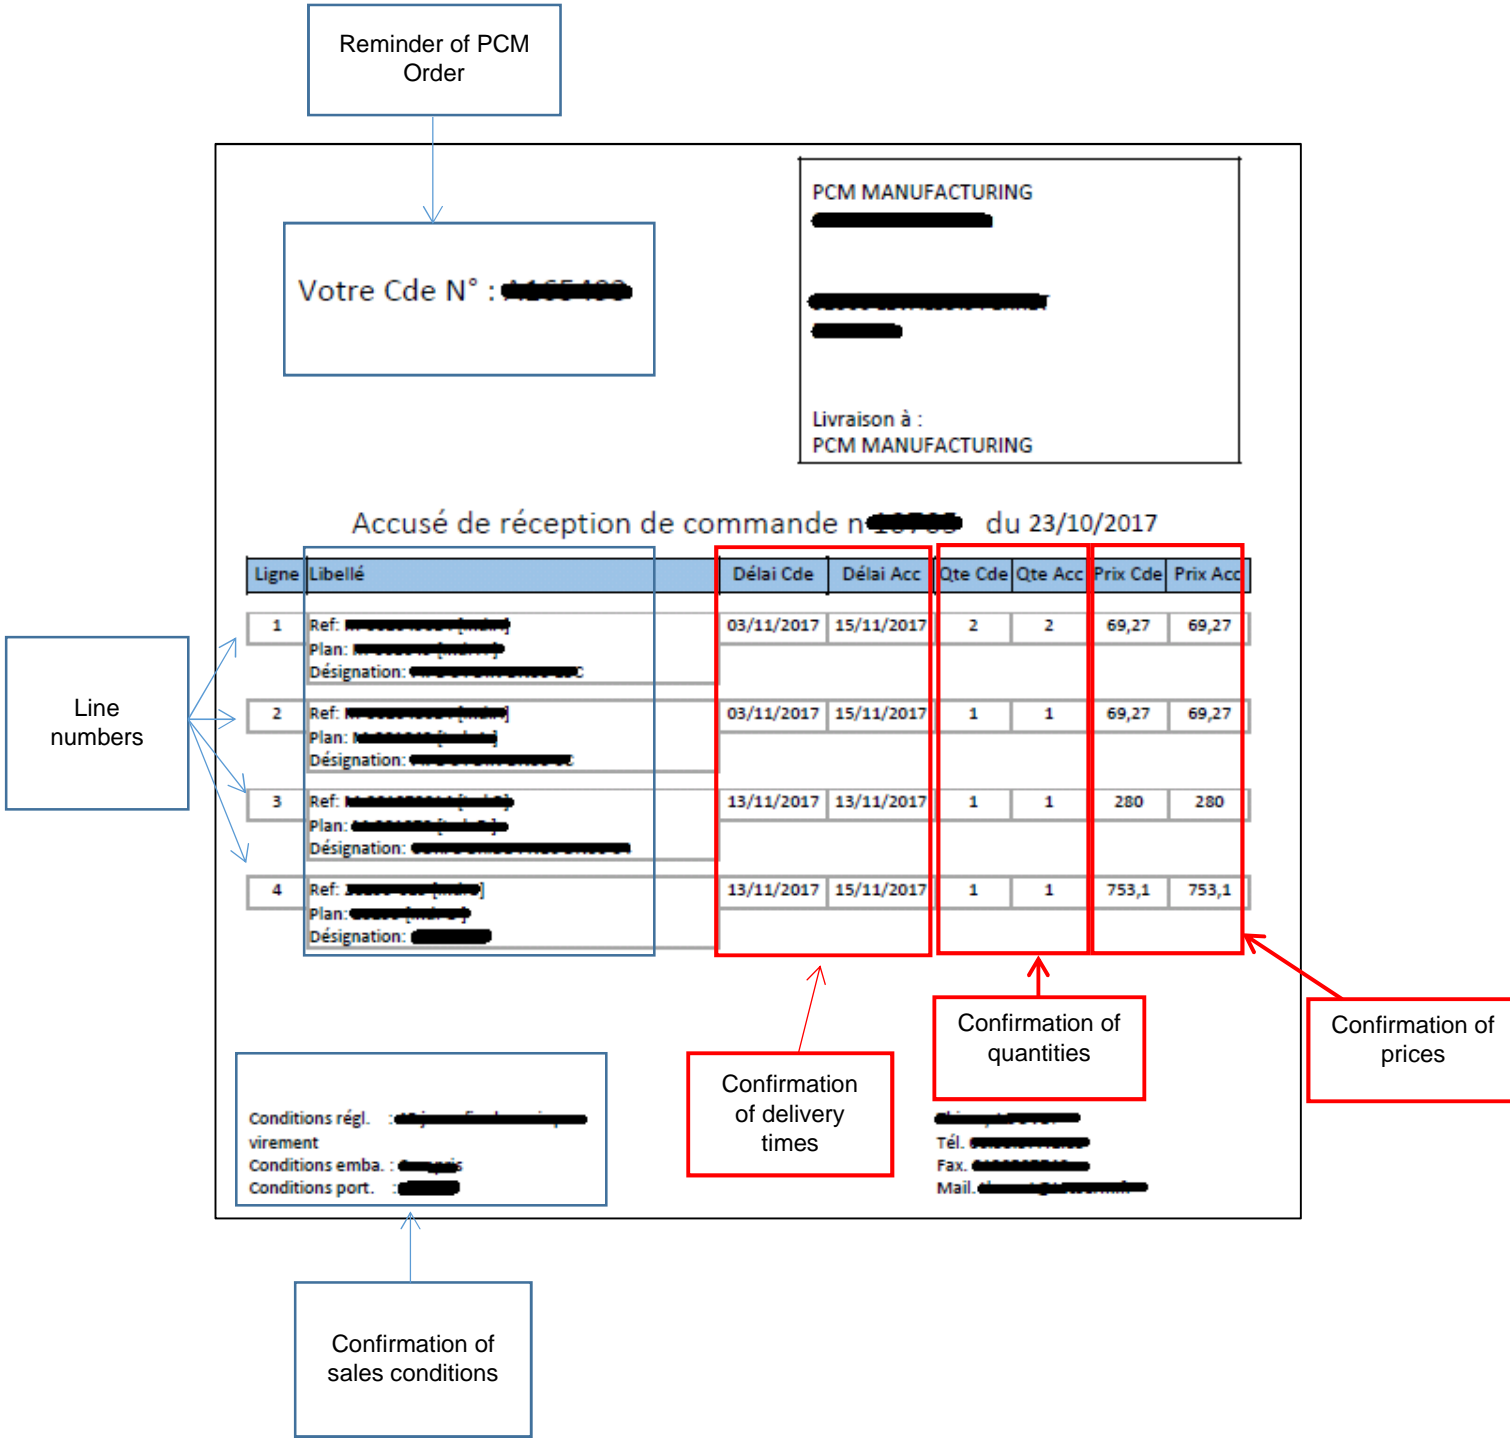 Reminder of PCM
Order
PCM MANUFACTURING
Votre Cde N° :
Livraison à :
PCM MANUFACTURING
Accusé de réception de commande n du 23/10/2017
Ligne Libellé Délai Cde Délai Acc Qte Cde Qte Acc Prix Cde Prix Acc
1 Ref: 03/11/2017 15/11/2017 2 2 69,27 69,27
Plan:
Désignation:
2 Ref: 03/11/2017 15/11/2017 1 1 69,27 69,27
Plan:
Désignation:
3 Ref: 13/11/2017 13/11/2017 1 1 280 280
Plan:
Désignation:
4 Ref: 13/11/2017 15/11/2017 1 1 753,1 753,1
Plan:
Désignation:
Line
numbers
Confirmation of
quantities
Confirmation of
prices
Confirmation
of delivery
times
Conditions régl. :
virement
Conditions emba. :
Conditions port. :
Tél.
Fax.
Mail.
Confirmation of
sales conditions